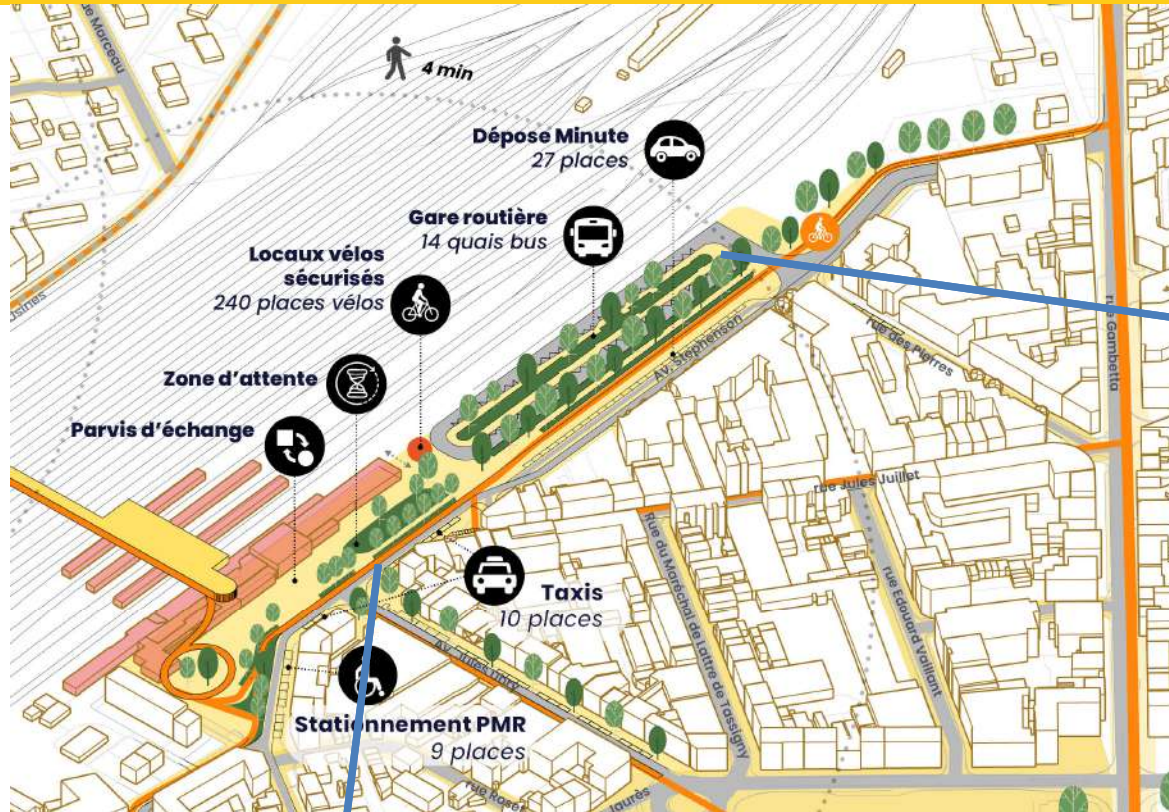 rue Marceau
4 min
Dépose Minute
27 places
Gare routière
14 quais bus
Locaux vélos
sécurisés
240 places vélos
Zone d'attente
Parvis d'échange
AV. Stephenson
rue des Pierres
rue Gambetta
rue Jules Juillet
Rue du Maréchal de Lattre de Tassigny
rue Edouard Vaillant
Taxis
10 places
Stationnement PMR
9 places
Jaurès